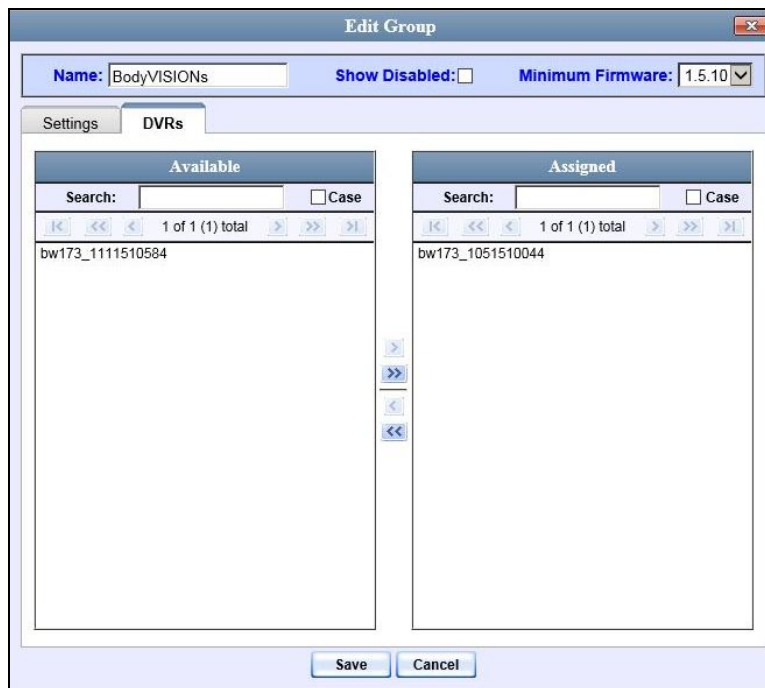 Edit Group
Name: BodyVISIONs Show Disabled: Minimum Firmware: 1.5.10
Settings DVRs
Available
Search: Case
|< << < 1 of 1 (1) total > >> >|
bw173_1111510584
Assigned
Search: Case
|< << < 1 of 1 (1) total > >> >|
bw173_1051510044
>
>>
<
<<
Save Cancel